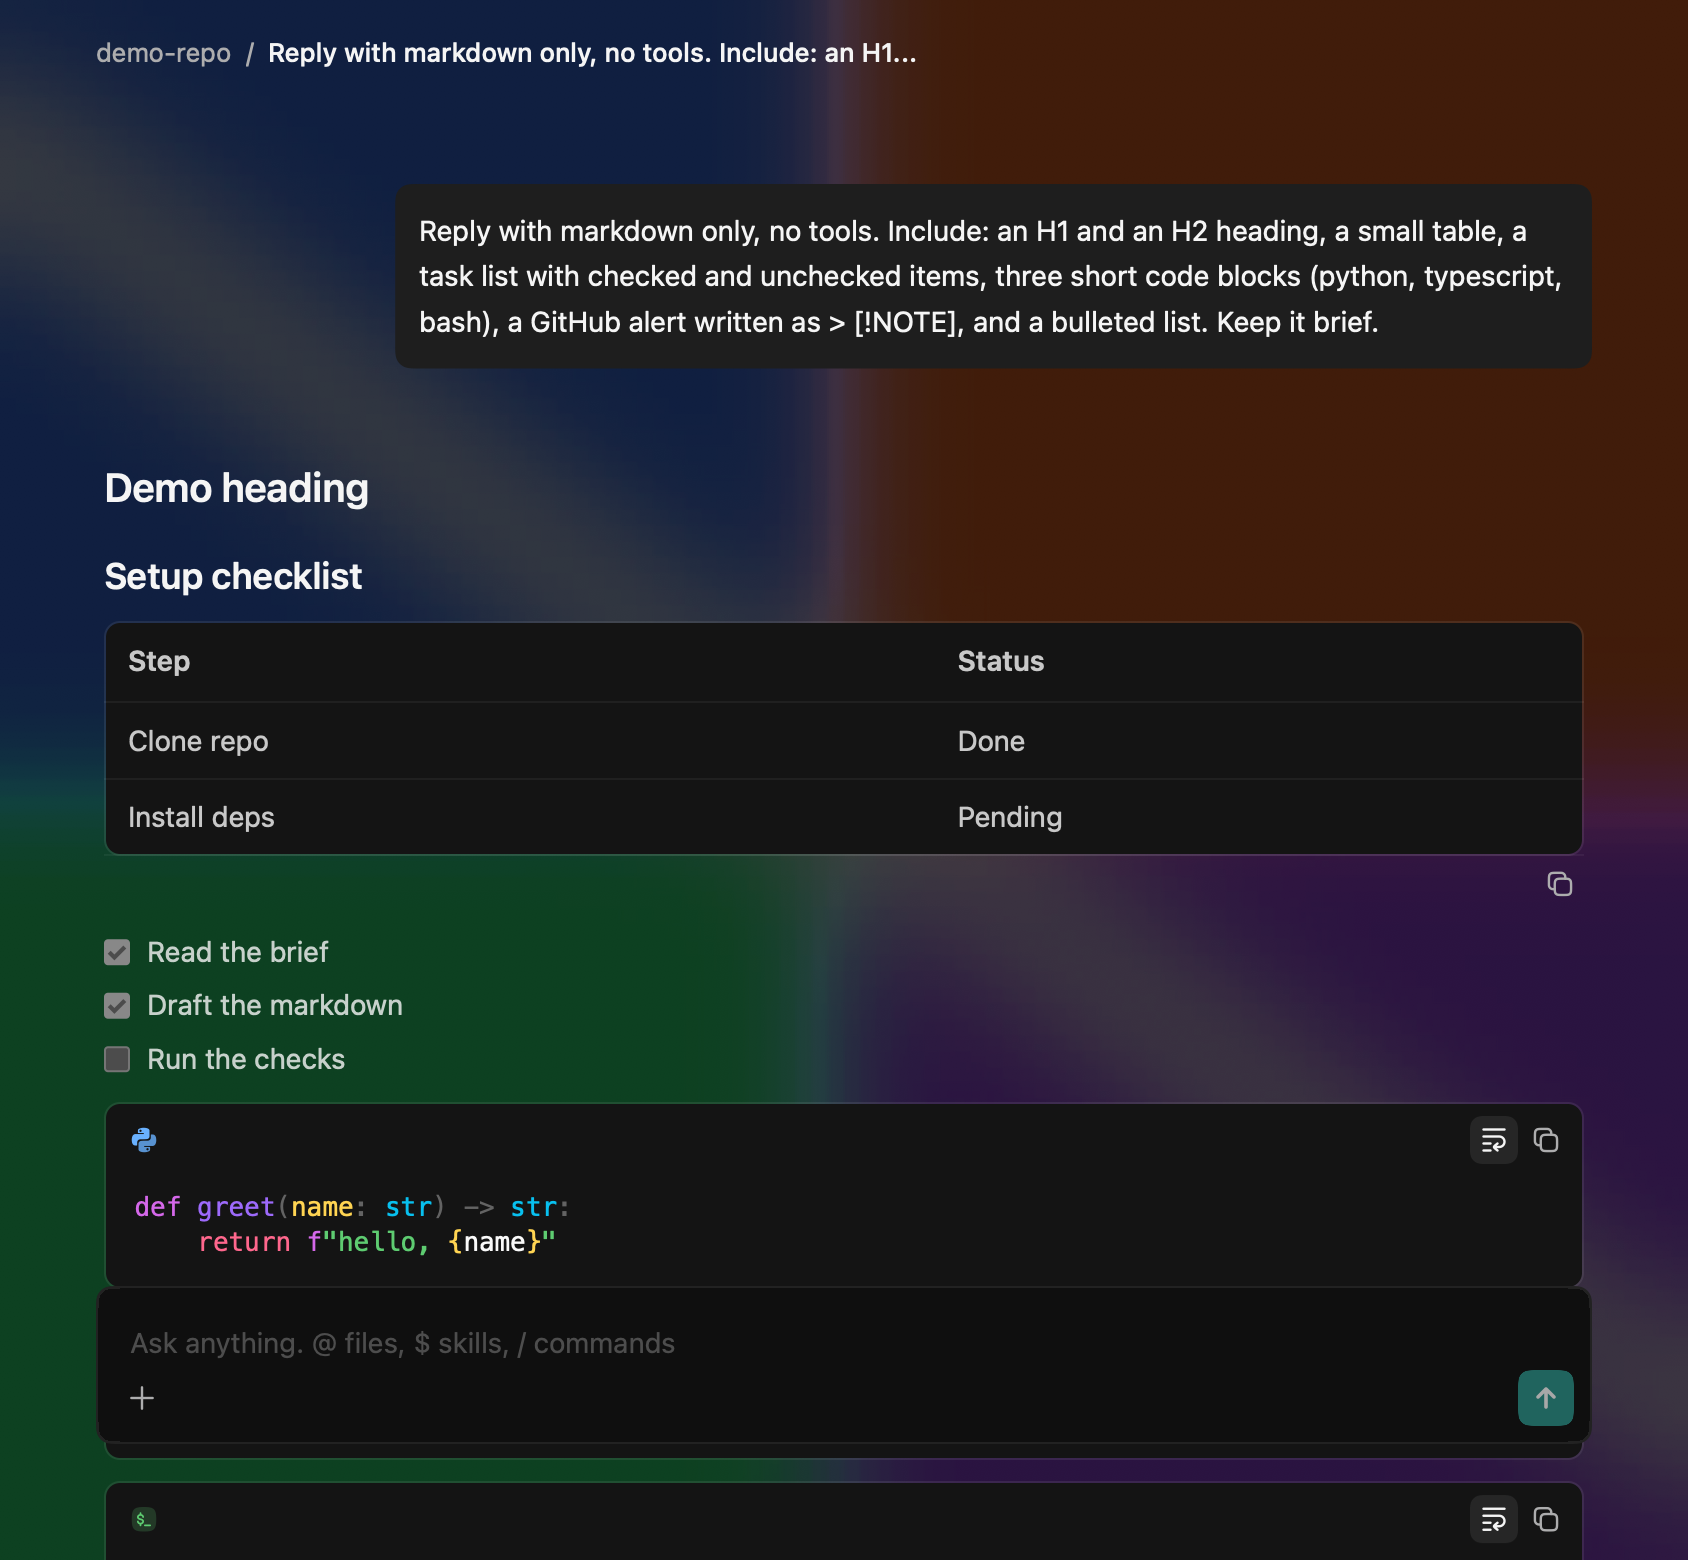 demo-repo / Reply with markdown only, no tools. Include: an H1...
Reply with markdown only, no tools. Include: an H1 and an H2 heading, a small table, a
task list with checked and unchecked items, three short code blocks (python, typescript,
bash), a GitHub alert written as > [!NOTE], and a bulleted list. Keep it brief.
Demo heading
Setup checklist
Step Status
Clone repo Done
Install deps Pending
Read the brief
Draft the markdown
Run the checks
def greet(name: str) -> str:
    return f"hello, {name}"
Ask anything. @ files, $ skills, / commands
$_